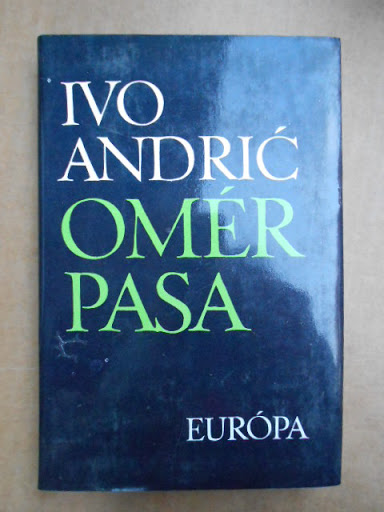 IVO
ANDRIĆ
OMÉR
PASA
EURÓPA